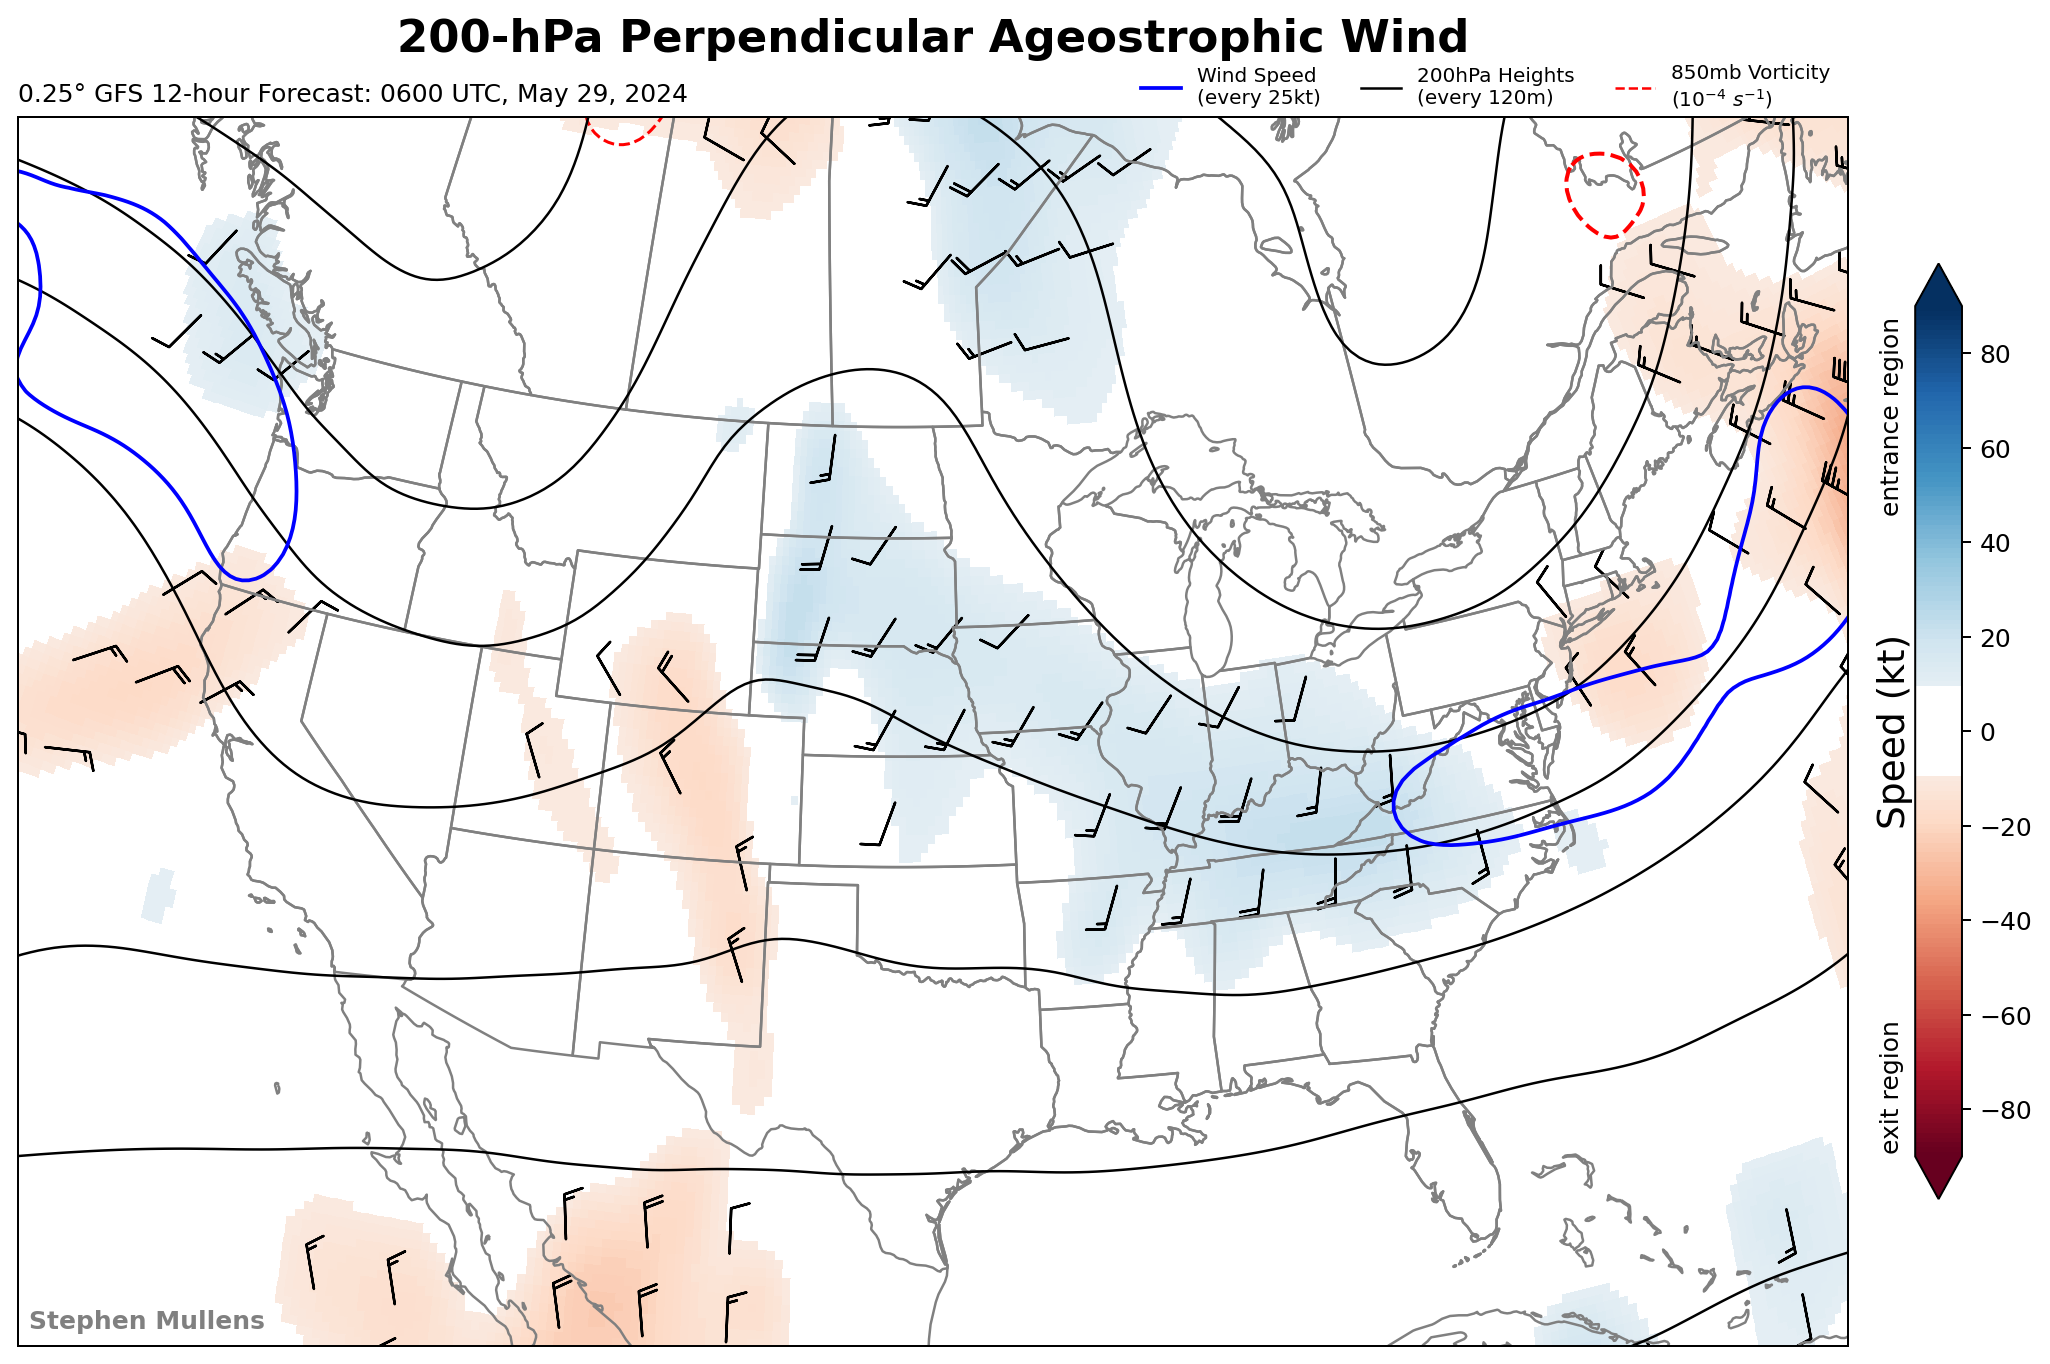 200-hPa Perpendicular Ageostrophic Wind
0.25° GFS 12-hour Forecast: 0600 UTC, May 29, 2024
Wind Speed
(every 25kt)
200hPa Heights
(every 120m)
850mb Vorticity
(10⁻⁴ s⁻¹)
entrance region
Speed (kt)
exit region
80
60
40
20
0
−20
−40
−60
−80
Stephen Mullens